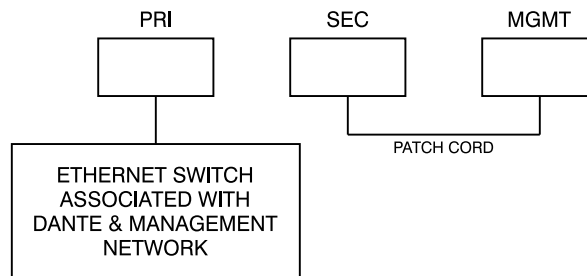 PRI
SEC
MGMT
PATCH CORD
ETHERNET SWITCH
ASSOCIATED WITH
DANTE & MANAGEMENT
NETWORK